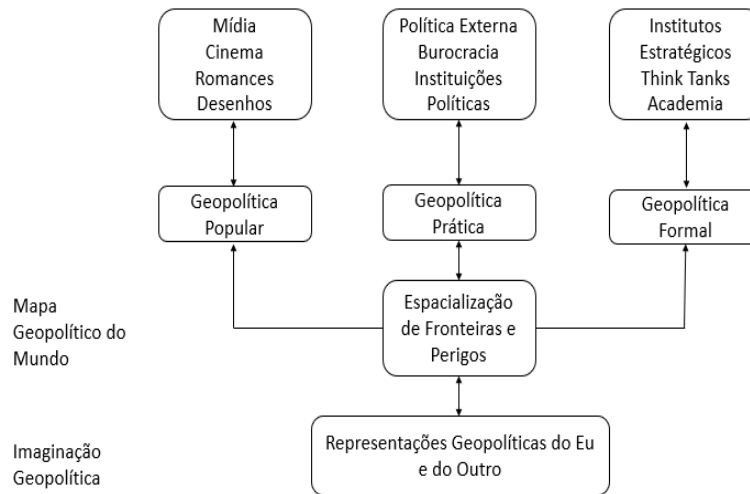 Mídia
Cinema
Romances
Desenhos
Política Externa
Burocracia
Instituições
Políticas
Institutos
Estratégicos
Think Tanks
Academia
Geopolítica
Popular
Geopolítica
Prática
Geopolítica
Formal
Mapa
Geopolítico do
Mundo
Espacialização
de Fronteiras e
Perigos
Imaginação
Geopolítica
Representações Geopolíticas do Eu
e do Outro